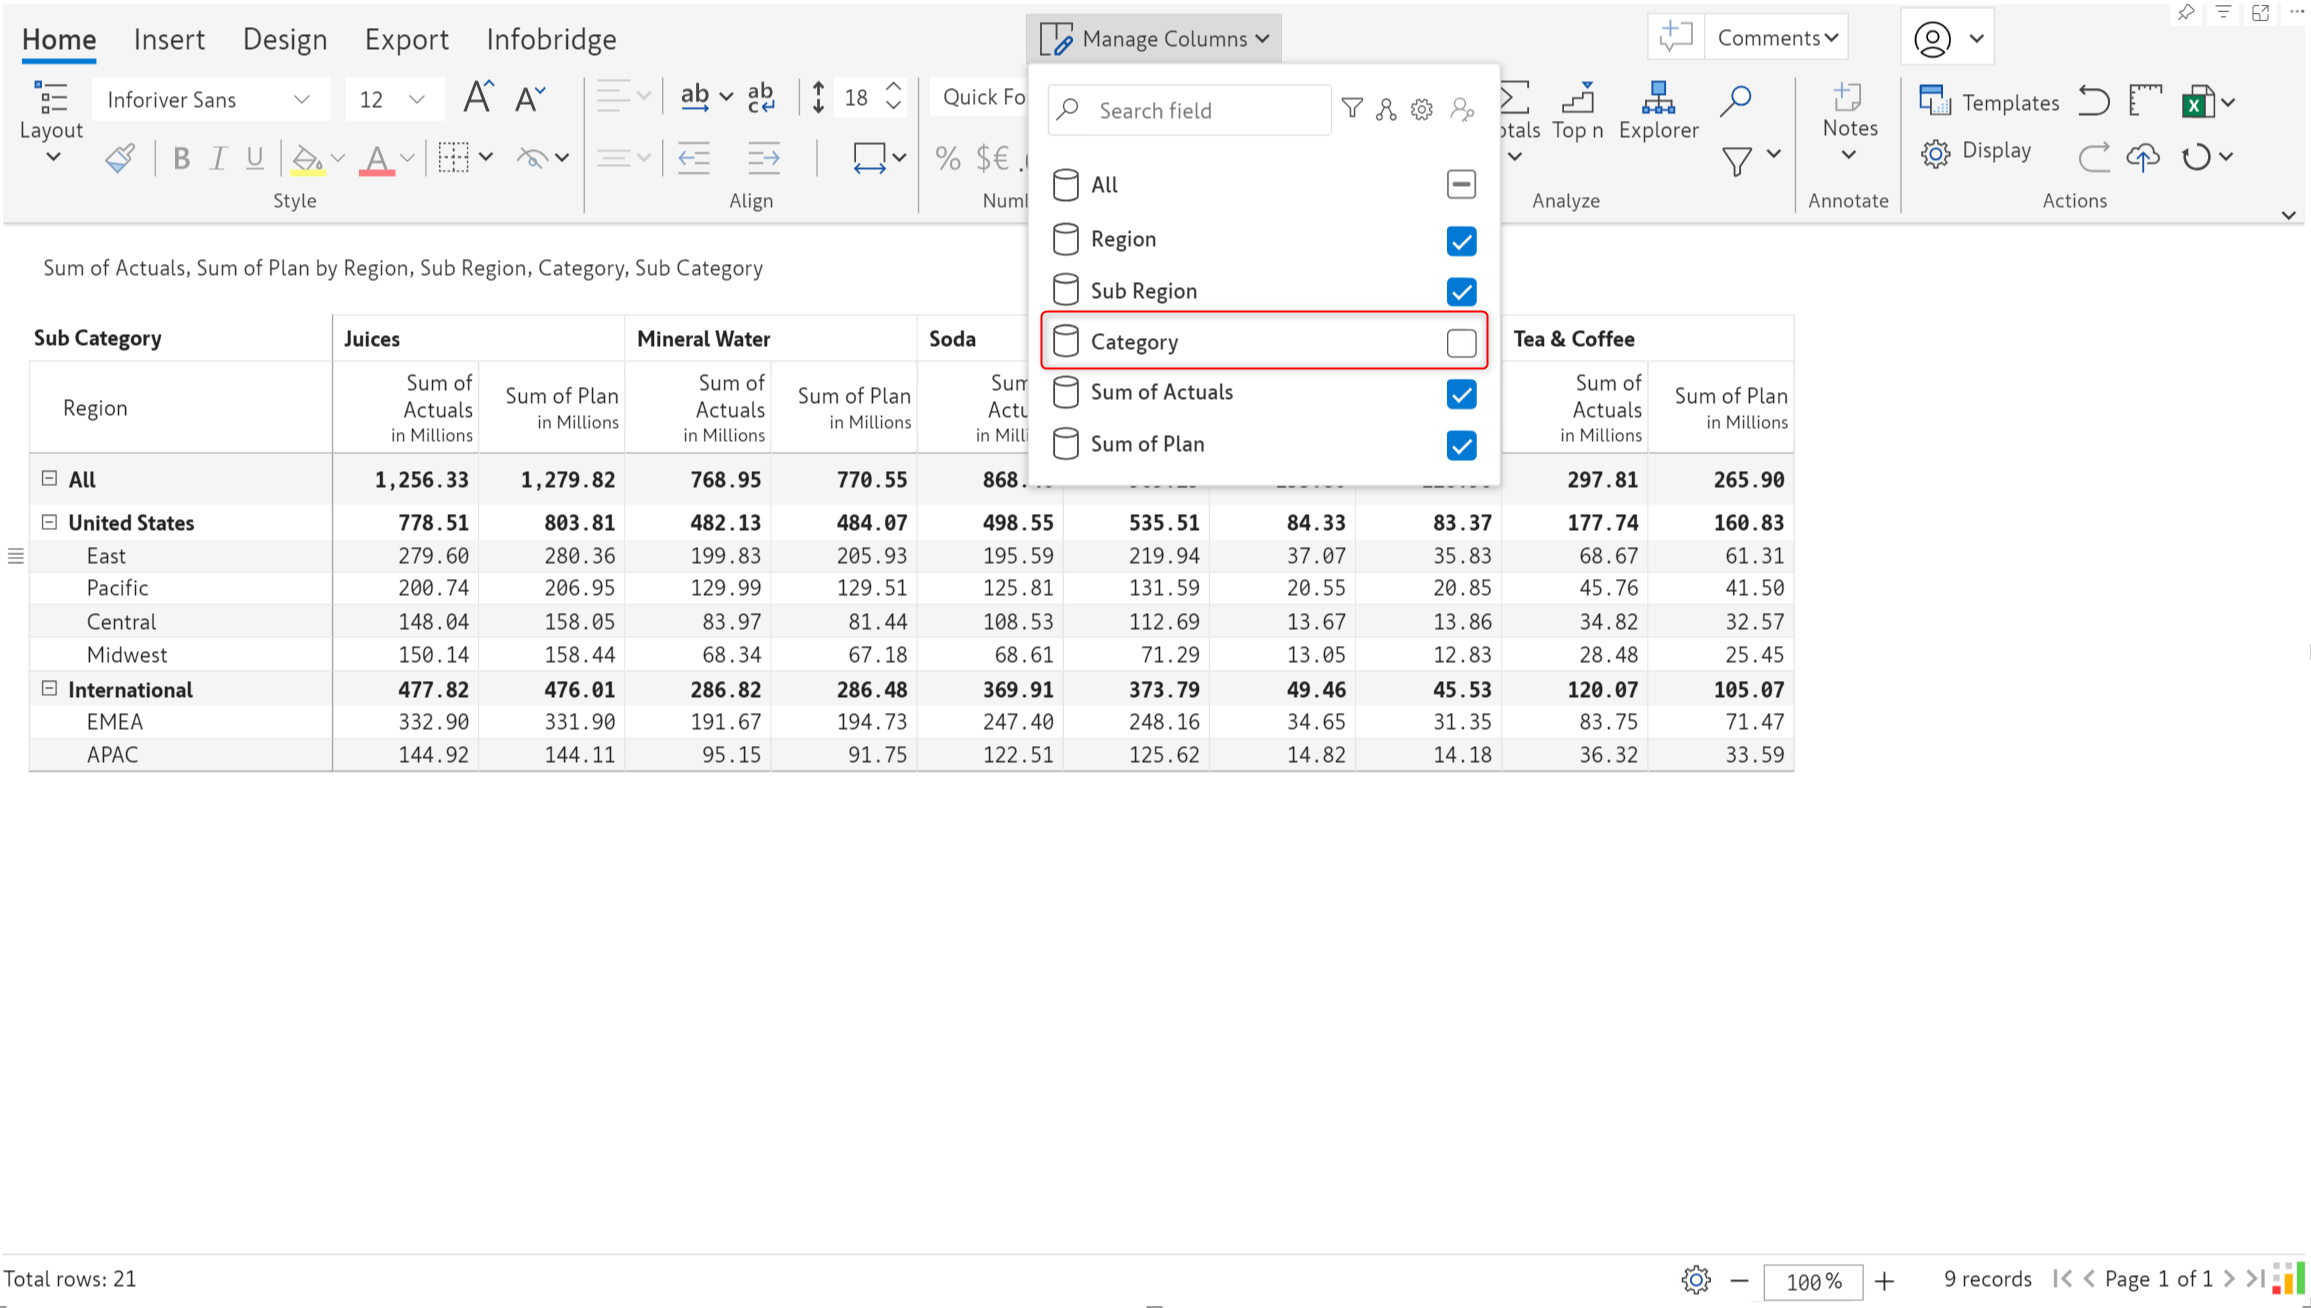 Home Insert Design Export Infobridge Manage Columns Comments
Inforiver Sans 12 A A ab ab 18 Quick Fo Search field
c
Layout Top n Explorer Notes Templates
B I U A % $€ Display
Style Align Analyze Annotate Actions
All
Region
Sub Region
Category
Sum of Actuals
Sum of Plan
Sum of Actuals, Sum of Plan by Region, Sub Region, Category, Sub Category
Sub Category Juices Mineral Water Soda Tea & Coffee
Region Sum of Actuals in Millions Sum of Plan in Millions Sum of Actuals in Millions Sum of Plan in Millions Sum of Actuals in Millions Sum of Plan in Millions
All 1,256.33 1,279.82 768.95 770.55 868. 297.81 265.90
United States 778.51 803.81 482.13 484.07 498.55 535.51 84.33 83.37 177.74 160.83
East 279.60 280.36 199.83 205.93 195.59 219.94 37.07 35.83 68.67 61.31
Pacific 200.74 206.95 129.99 129.51 125.81 131.59 20.55 20.85 45.76 41.50
Central 148.04 158.05 83.97 81.44 108.53 112.69 13.67 13.86 34.82 32.57
Midwest 150.14 158.44 68.34 67.18 68.61 71.29 13.05 12.83 28.48 25.45
International 477.82 476.01 286.82 286.48 369.91 373.79 49.46 45.53 120.07 105.07
EMEA 332.90 331.90 191.67 194.73 247.40 248.16 34.65 31.35 83.75 71.47
APAC 144.92 144.11 95.15 91.75 122.51 125.62 14.82 14.18 36.32 33.59
Total rows: 21 100% 9 records Page 1 of 1